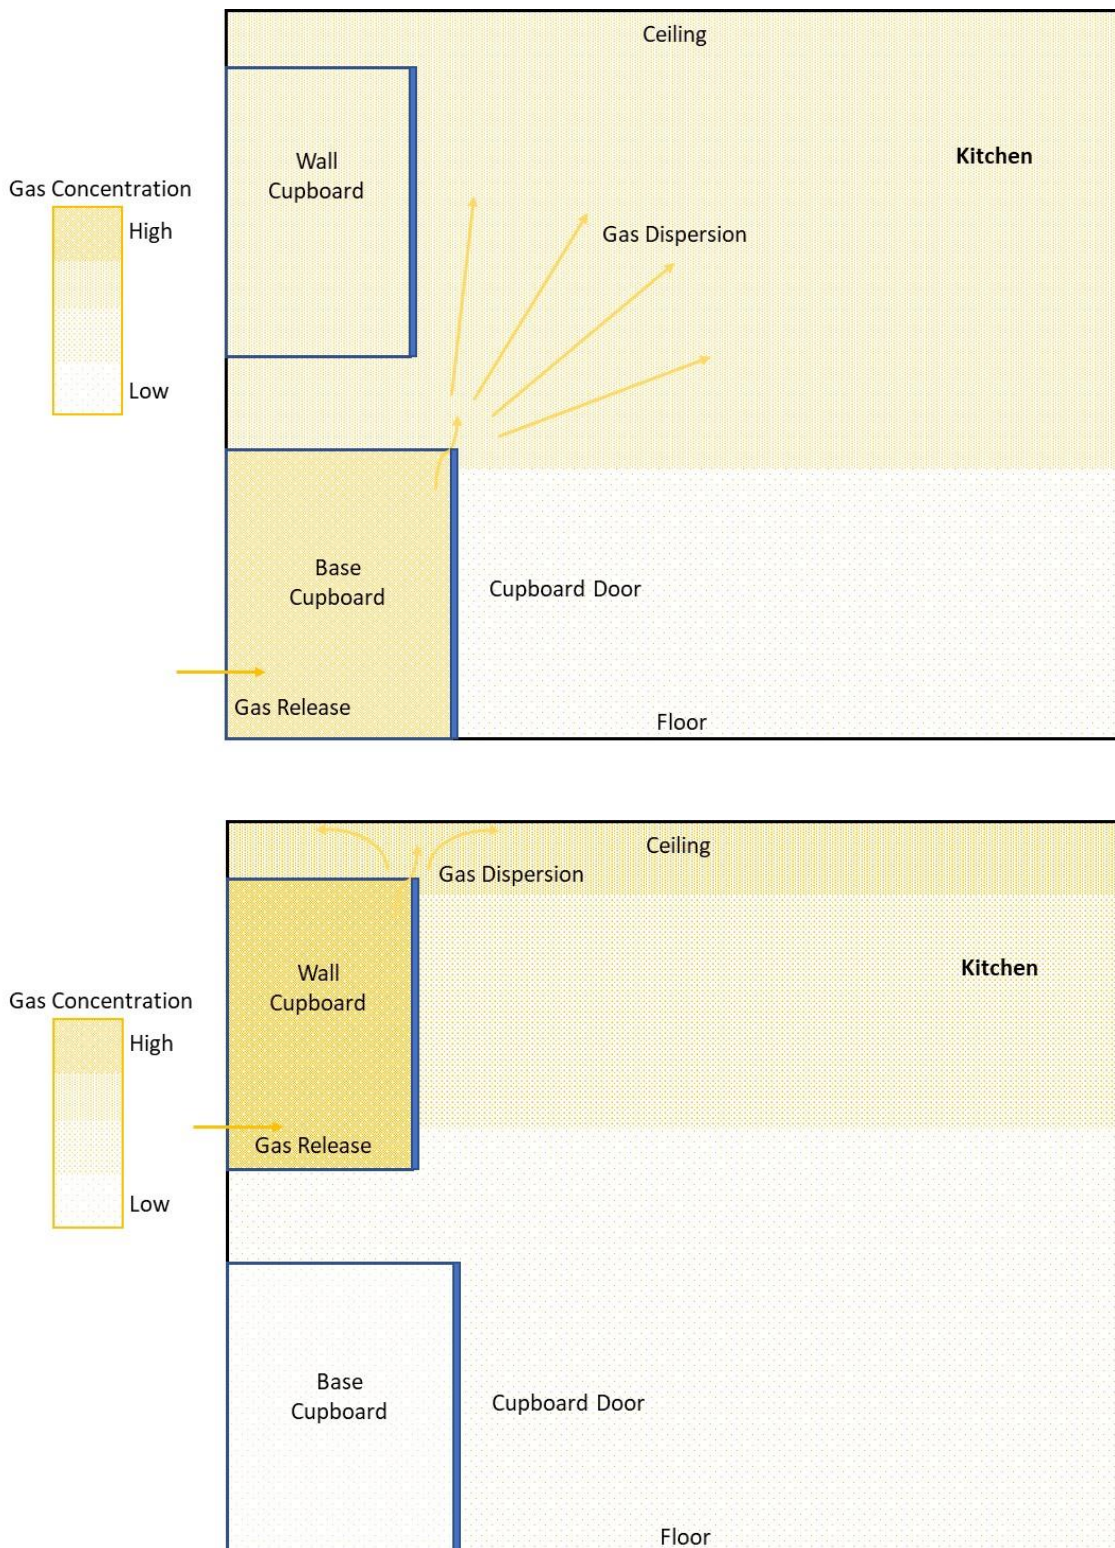 Ceiling
Wall
Cupboard
Kitchen
Gas Concentration
High
Gas Dispersion
Low
Base
Cupboard
Cupboard Door
Gas Release
Floor
Ceiling
Gas Dispersion
Wall
Cupboard
Kitchen
Gas Concentration
High
Gas Release
Low
Base
Cupboard
Cupboard Door
Floor